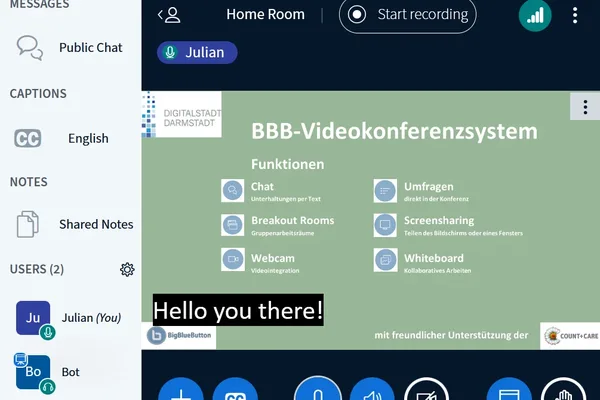 MESSAGES
Public Chat
CAPTIONS
CC
English
NOTES
Shared Notes
USERS (2)
Ju
Julian (You)
Bo
Bot
Home Room
Start recording
Julian
DIGITALSTADT
DARMSTADT
BBB-Videokonferenzsystem
Funktionen
Chat
Unterhaltungen per Text
Umfragen
direkt in der Konferenz
Breakout Rooms
Gruppenarbeitsräume
Screensharing
Teilen des Bildschirms oder eines Fensters
Webcam
Videointegration
Whiteboard
Kollaboratives Arbeiten
Hello you there!
b BigBlueButton
mit freundlicher Unterstützung der
COUNT+CARE
CC